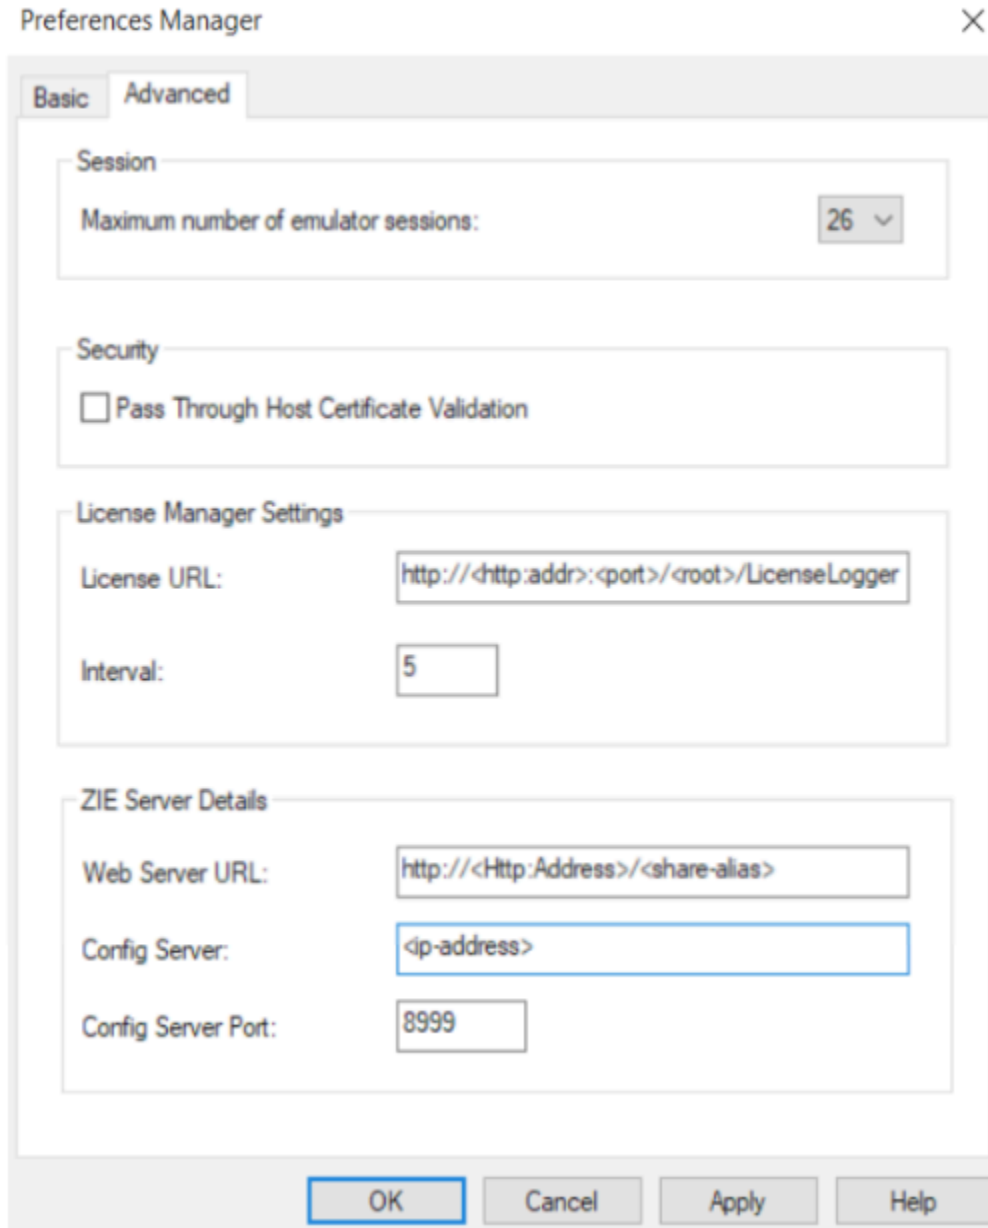 Preferences Manager
Basic Advanced
Session
Maximum number of emulator sessions: 26
Security
Pass Through Host Certificate Validation
License Manager Settings
License URL: http://<http:addr>:<port>/<root>/LicenseLogger
Interval: 5
ZIE Server Details
Web Server URL: http://<Http:Address>/<share-alias>
Config Server: <ip-address>
Config Server Port: 8999
OK Cancel Apply Help